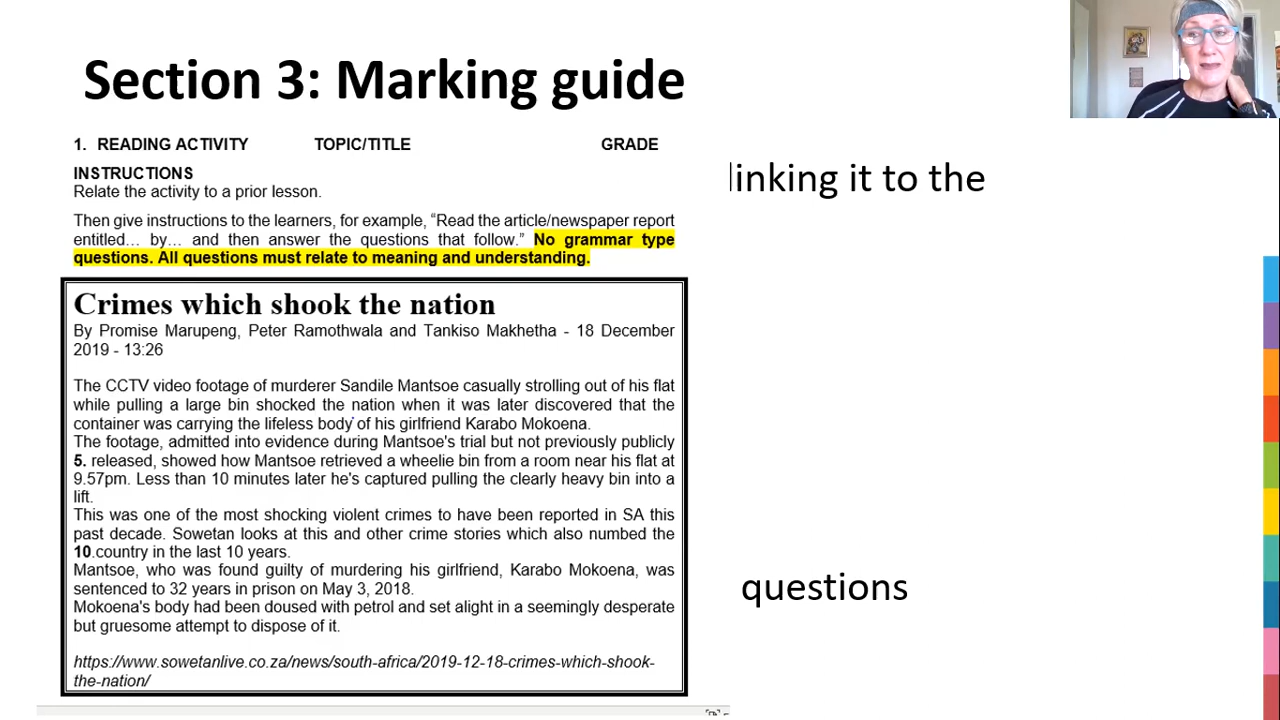 Section 3: Marking guide
1. READING ACTIVITY TOPIC/TITLE GRADE
INSTRUCTIONS
Relate the activity to a prior lesson.
Then give instructions to the learners, for example, “Read the article/newspaper report
entitled… by… and then answer the questions that follow.” No grammar type
questions. All questions must relate to meaning and understanding.
Crimes which shook the nation
By Promise Marupeng, Peter Ramothwala and Tankiso Makhetha - 18 December
2019 - 13:26
The CCTV video footage of murderer Sandile Mantsoe casually strolling out of his flat
while pulling a large bin shocked the nation when it was later discovered that the
container was carrying the lifeless body of his girlfriend Karabo Mokoena.
The footage, admitted into evidence during Mantsoe's trial but not previously publicly
5. released, showed how Mantsoe retrieved a wheelie bin from a room near his flat at
9.57pm. Less than 10 minutes later he's captured pulling the clearly heavy bin into a
lift.
This was one of the most shocking violent crimes to have been reported in SA this
past decade. Sowetan looks at this and other crime stories which also numbed the
10.country in the last 10 years.
Mantsoe, who was found guilty of murdering his girlfriend, Karabo Mokoena, was
sentenced to 32 years in prison on May 3, 2018.
Mokoena's body had been doused with petrol and set alight in a seemingly desperate
but gruesome attempt to dispose of it.
https://www.sowetanlive.co.za/news/south-africa/2019-12-18-crimes-which-shook-
the-nation/
linking it to the
questions